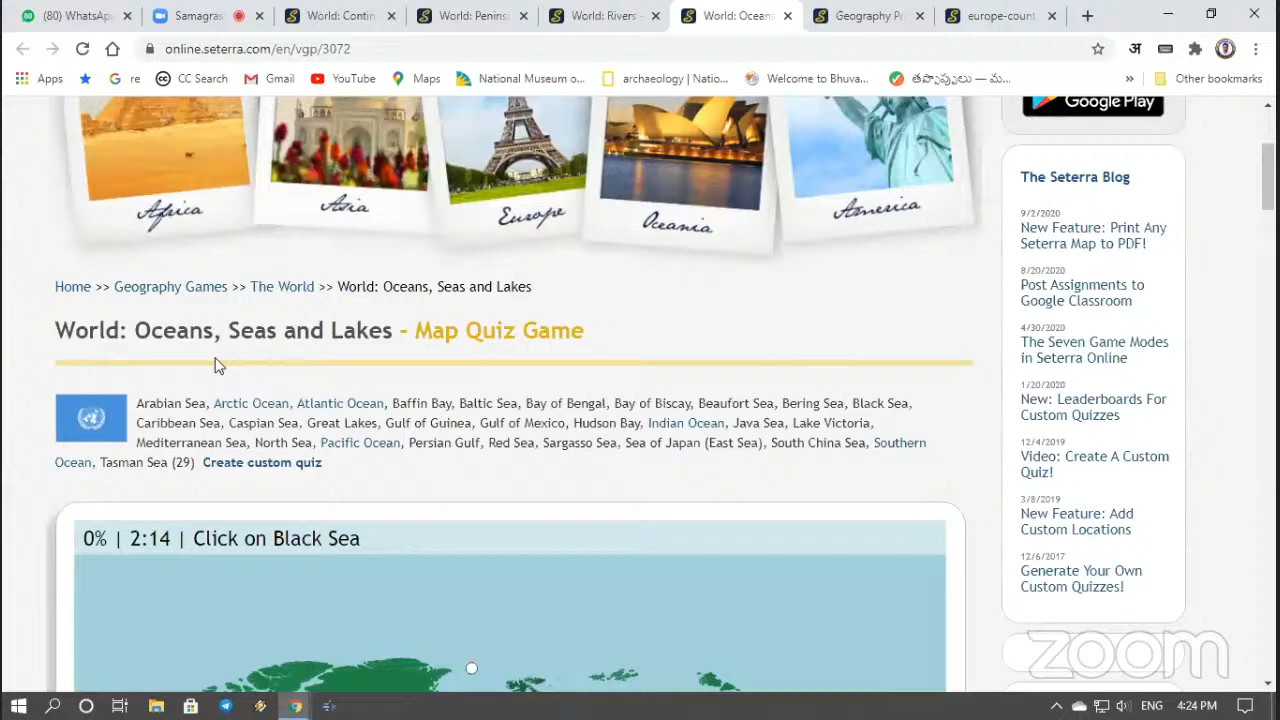 (80) WhatsAp
Samagras
World: Contin
World: Penins
World: Rivers -
World: Ocean
Geography Pr
europe-count
online.seterra.com/en/vgp/3072
अ
Apps
G re
CC Search
Gmail
YouTube
Maps
National Museum o...
archaeology | Natio...
Welcome to Bhuva...
తప్పొప్పులు — మ...
»
Other bookmarks
Google Play
Africa
Asia
Europe
Oceania
America
Home >> Geography Games >> The World >> World: Oceans, Seas and Lakes
World: Oceans, Seas and Lakes - Map Quiz Game
Arabian Sea, Arctic Ocean, Atlantic Ocean, Baffin Bay, Baltic Sea, Bay of Bengal, Bay of Biscay, Beaufort Sea, Bering Sea, Black Sea,
Caribbean Sea, Caspian Sea, Great Lakes, Gulf of Guinea, Gulf of Mexico, Hudson Bay, Indian Ocean, Java Sea, Lake Victoria,
Mediterranean Sea, North Sea, Pacific Ocean, Persian Gulf, Red Sea, Sargasso Sea, Sea of Japan (East Sea), South China Sea, Southern
Ocean, Tasman Sea (29) Create custom quiz
0% | 2:14 | Click on Black Sea
The Seterra Blog
9/2/2020
New Feature: Print Any
Seterra Map to PDF!
8/20/2020
Post Assignments to
Google Classroom
4/30/2020
The Seven Game Modes
in Seterra Online
1/20/2020
New: Leaderboards For
Custom Quizzes
12/4/2019
Video: Create A Custom
Quiz!
3/8/2019
New Feature: Add
Custom Locations
12/6/2017
Generate Your Own
Custom Quizzes!
zoom
ENG
4:24 PM